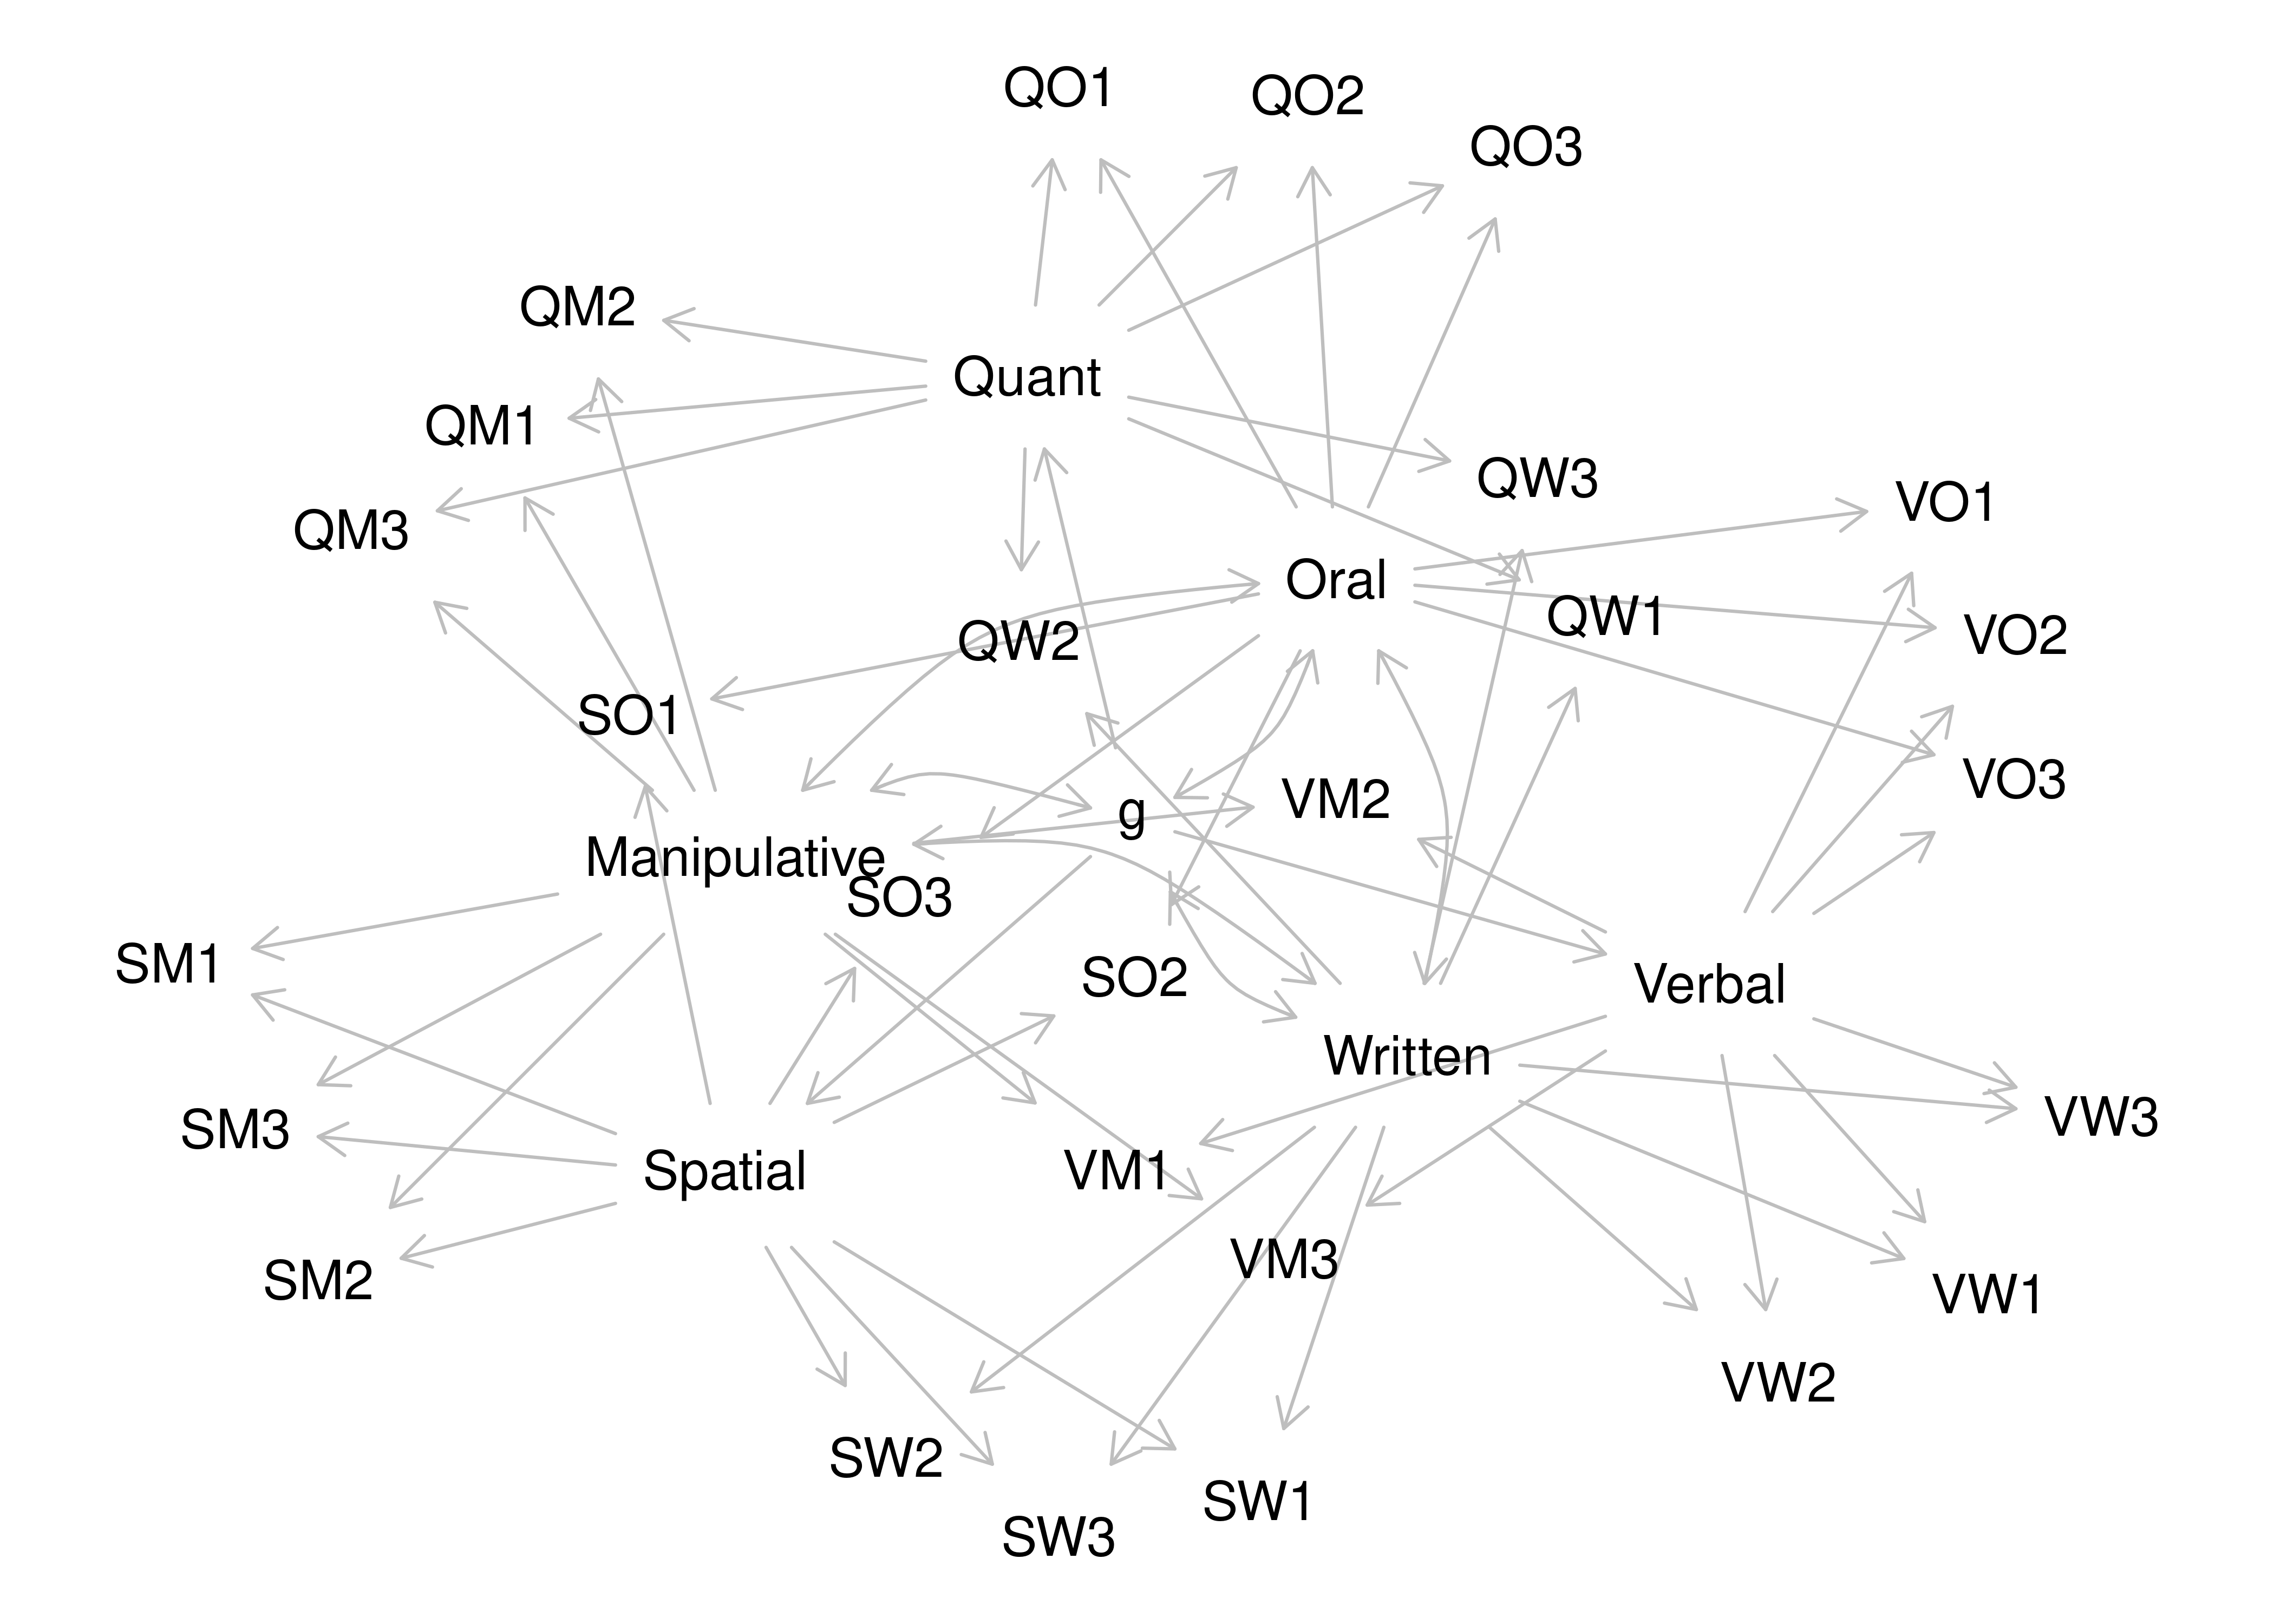 QO1
QO2
QO3
QM2
Quant
QM1
QW3
VO1
QM3
Oral
QW1
VO2
QW2
SO1
VO3
VM2
g
Manipulative
SO3
SM1
SO2
Verbal
Written
VW3
SM3
Spatial
VM1
VM3
SM2
VW1
VW2
SW2
SW1
SW3